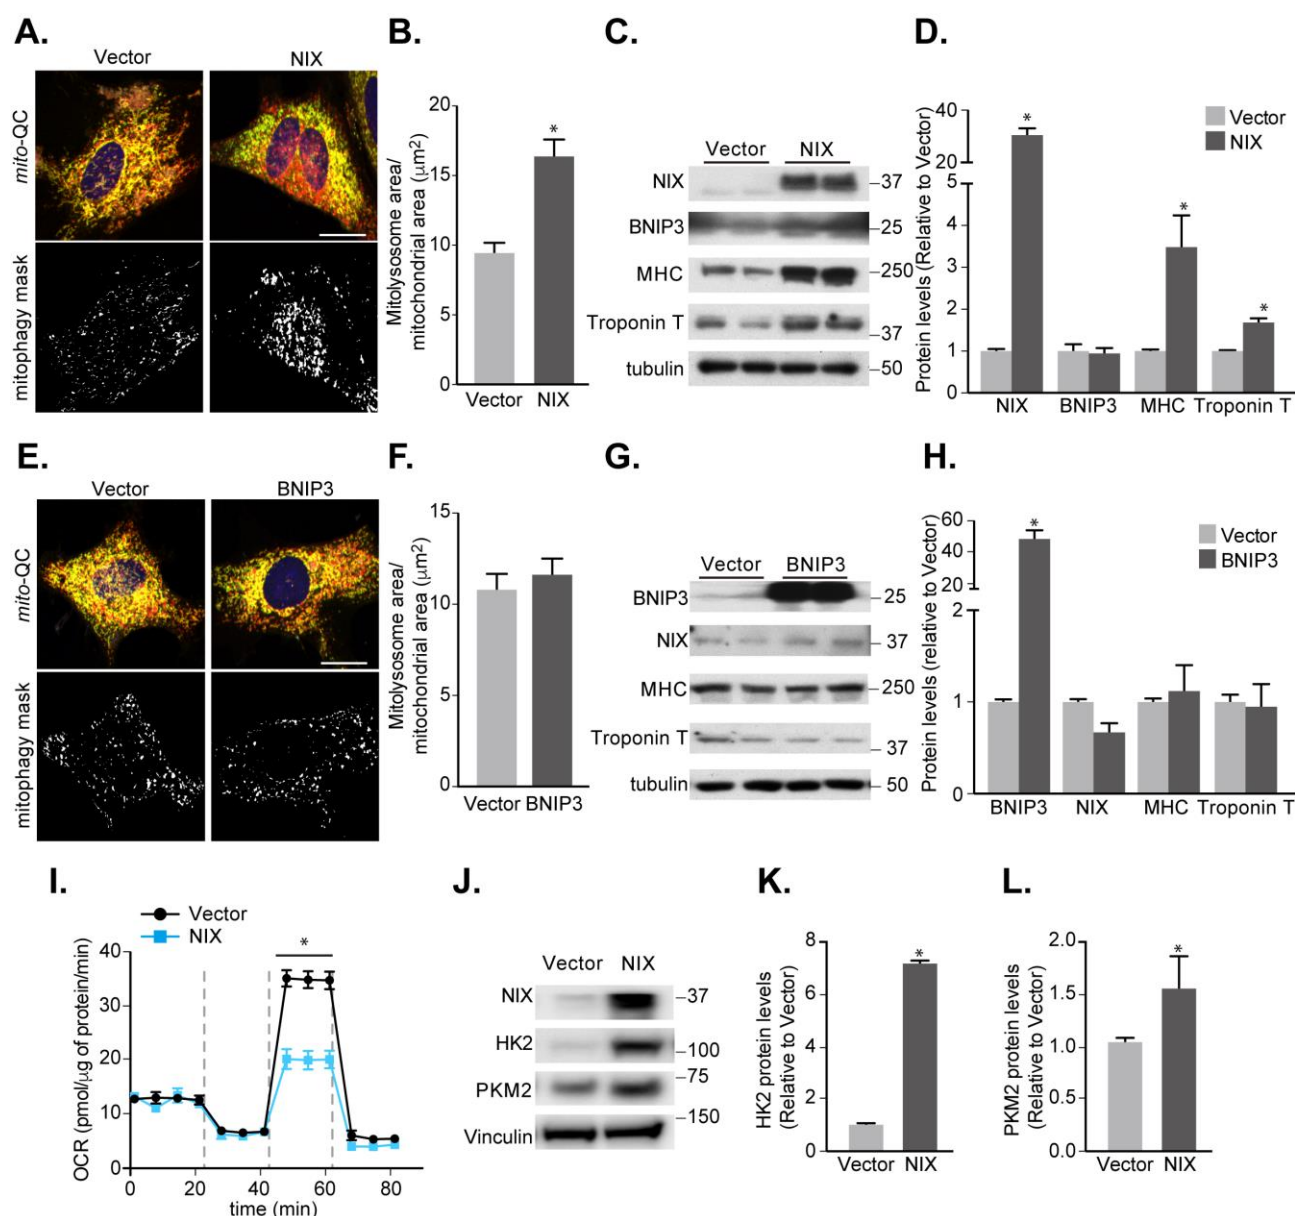 A.
Vector NIX
mito-QC
mitophagy mask
B.
Mitolysosome area/
mitochondrial area (μm2)
20
15
10
5
0
*
Vector NIX
C.
Vector NIX
NIX –37
BNIP3 –25
MHC –250
Troponin T –37
tubulin –50
D.
Protein levels (Relative to Vector)
40
20
5
4
3
2
1
0
* * *
Vector
NIX
NIX BNIP3 MHC Troponin T
E.
Vector BNIP3
mito-QC
mitophagy mask
F.
Mitolysosome area/
mitochondrial area (μm2)
15
10
5
0
Vector BNIP3
G.
Vector BNIP3
BNIP3 – 25
NIX – 37
MHC –250
Troponin T – 37
tubulin – 50
H.
Protein levels (relative to Vector)
60
40
20
2
1
0
*
Vector
BNIP3
BNIP3 NIX MHC Troponin T
I.
Vector
NIX
OCR (pmol/μg of protein/min)
40
30
20
10
0
*
0 20 40 60 80
time (min)
J.
Vector NIX
NIX –37
HK2 –100
–75
PKM2
–150
Vinculin
K.
HK2 protein levels
(Relative to Vector)
8
6
4
2
0
*
Vector NIX
L.
PKM2 protein levels
(Relative to Vector)
2.0
1.5
1.0
0.5
0.0
*
Vector NIX